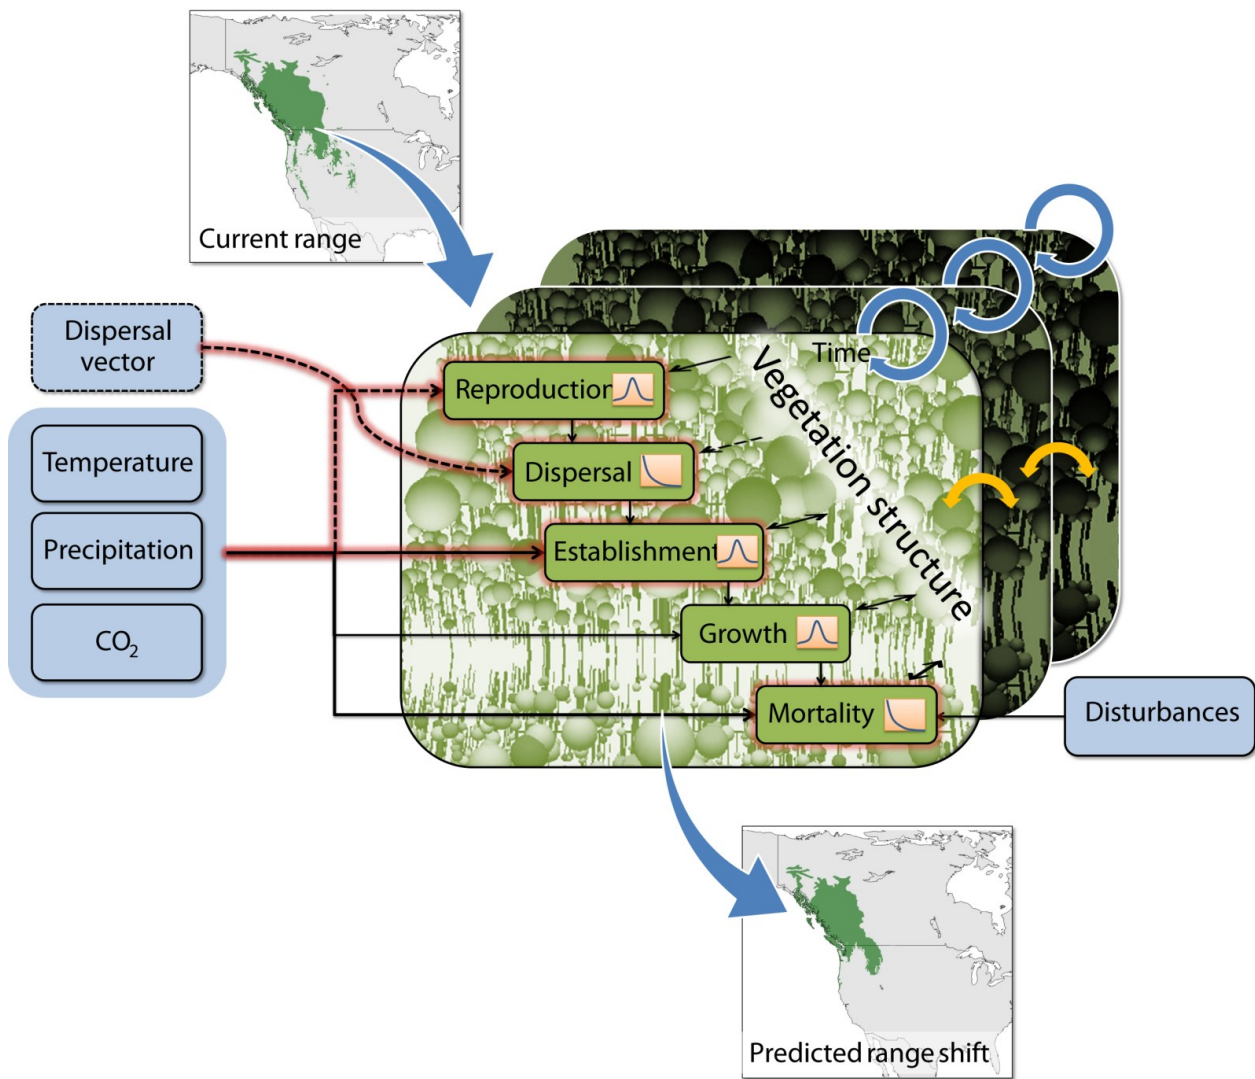 Current range
Dispersal
vector
Temperature
Precipitation
CO₂
Time
Vegetation structure
Reproduction
Dispersal
Establishment
Growth
Mortality
Disturbances
Predicted range shift